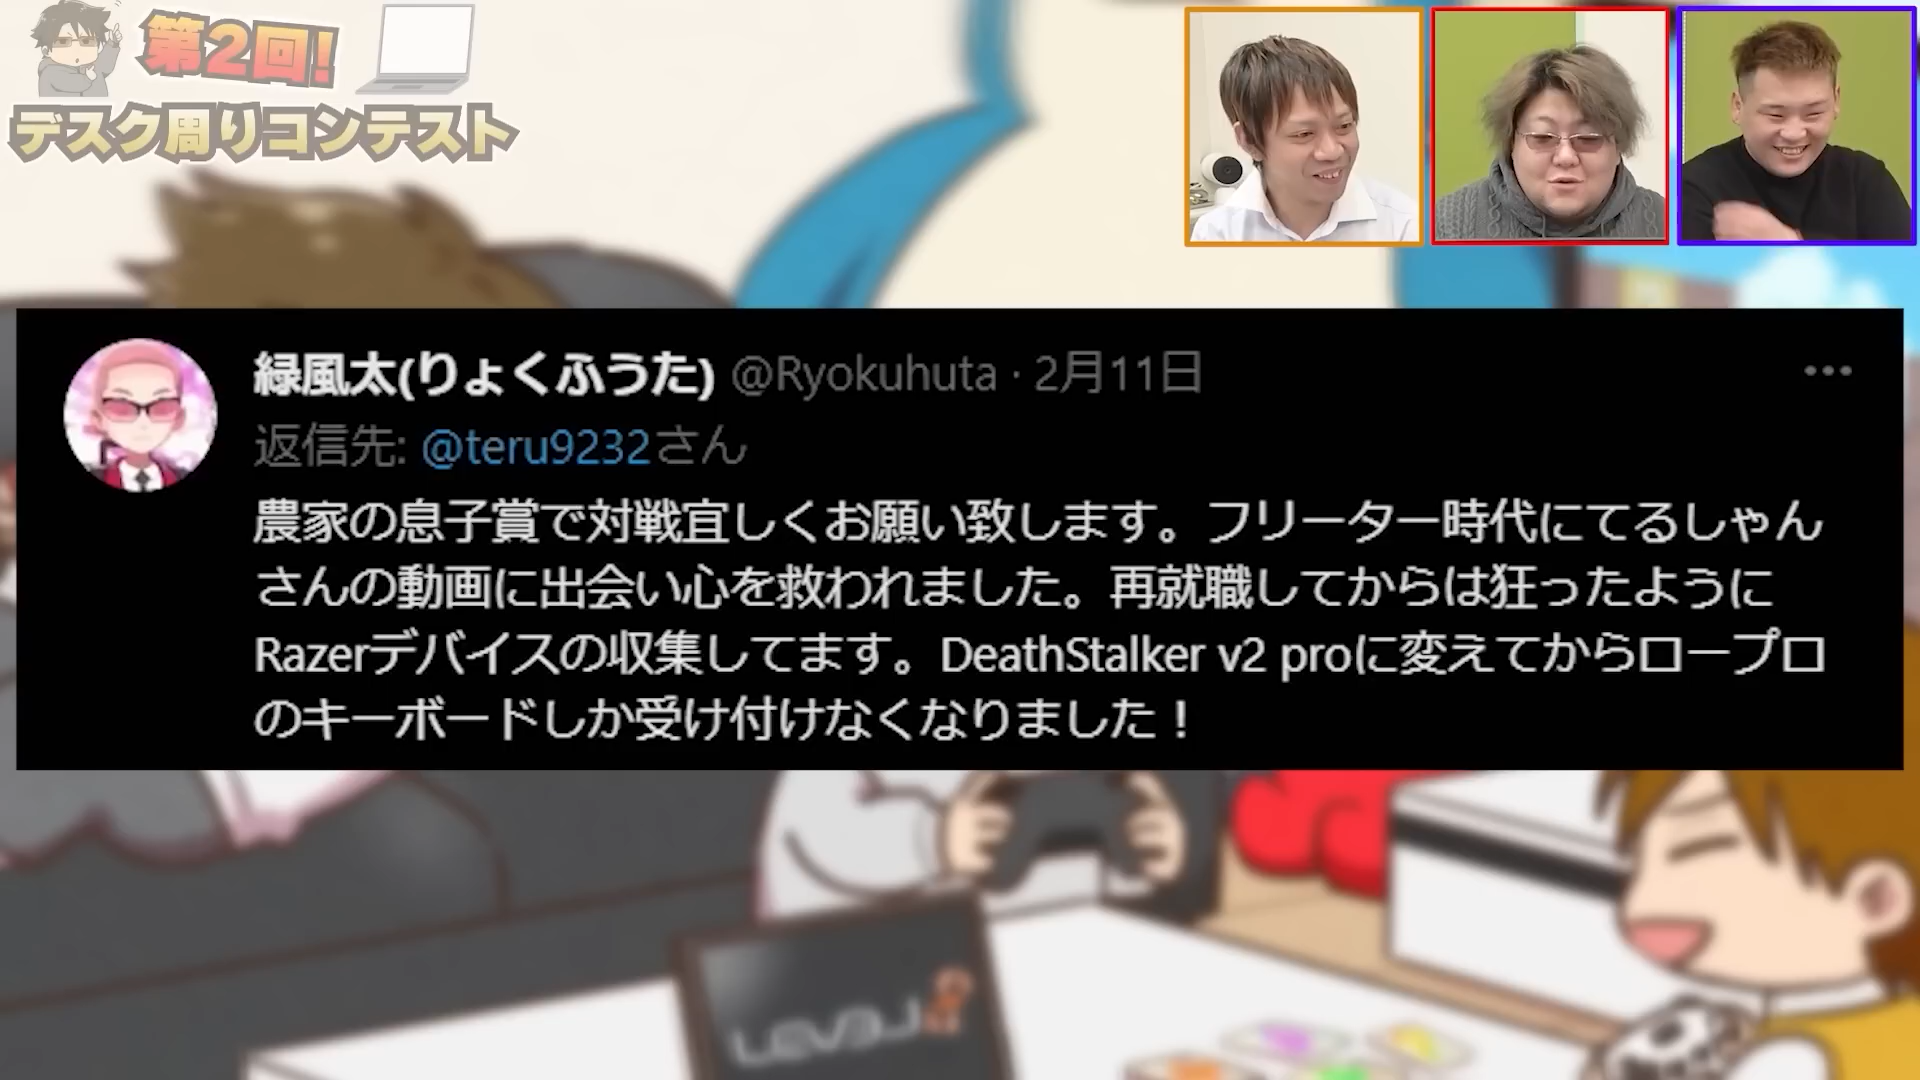 第2回!
デスク周りコンテスト
緑風太(りょくふうた) @Ryokuhuta · 2月11日
返信先: @teru9232さん
農家の息子賞で対戦宜しくお願い致します。フリーター時代にてるしゃん
さんの動画に出会い心を救われました。再就職してからは狂ったように
Razerデバイスの収集してます。DeathStalker v2 proに変えてからロープロ
のキーボードしか受け付けなくなりました！
LEVEL